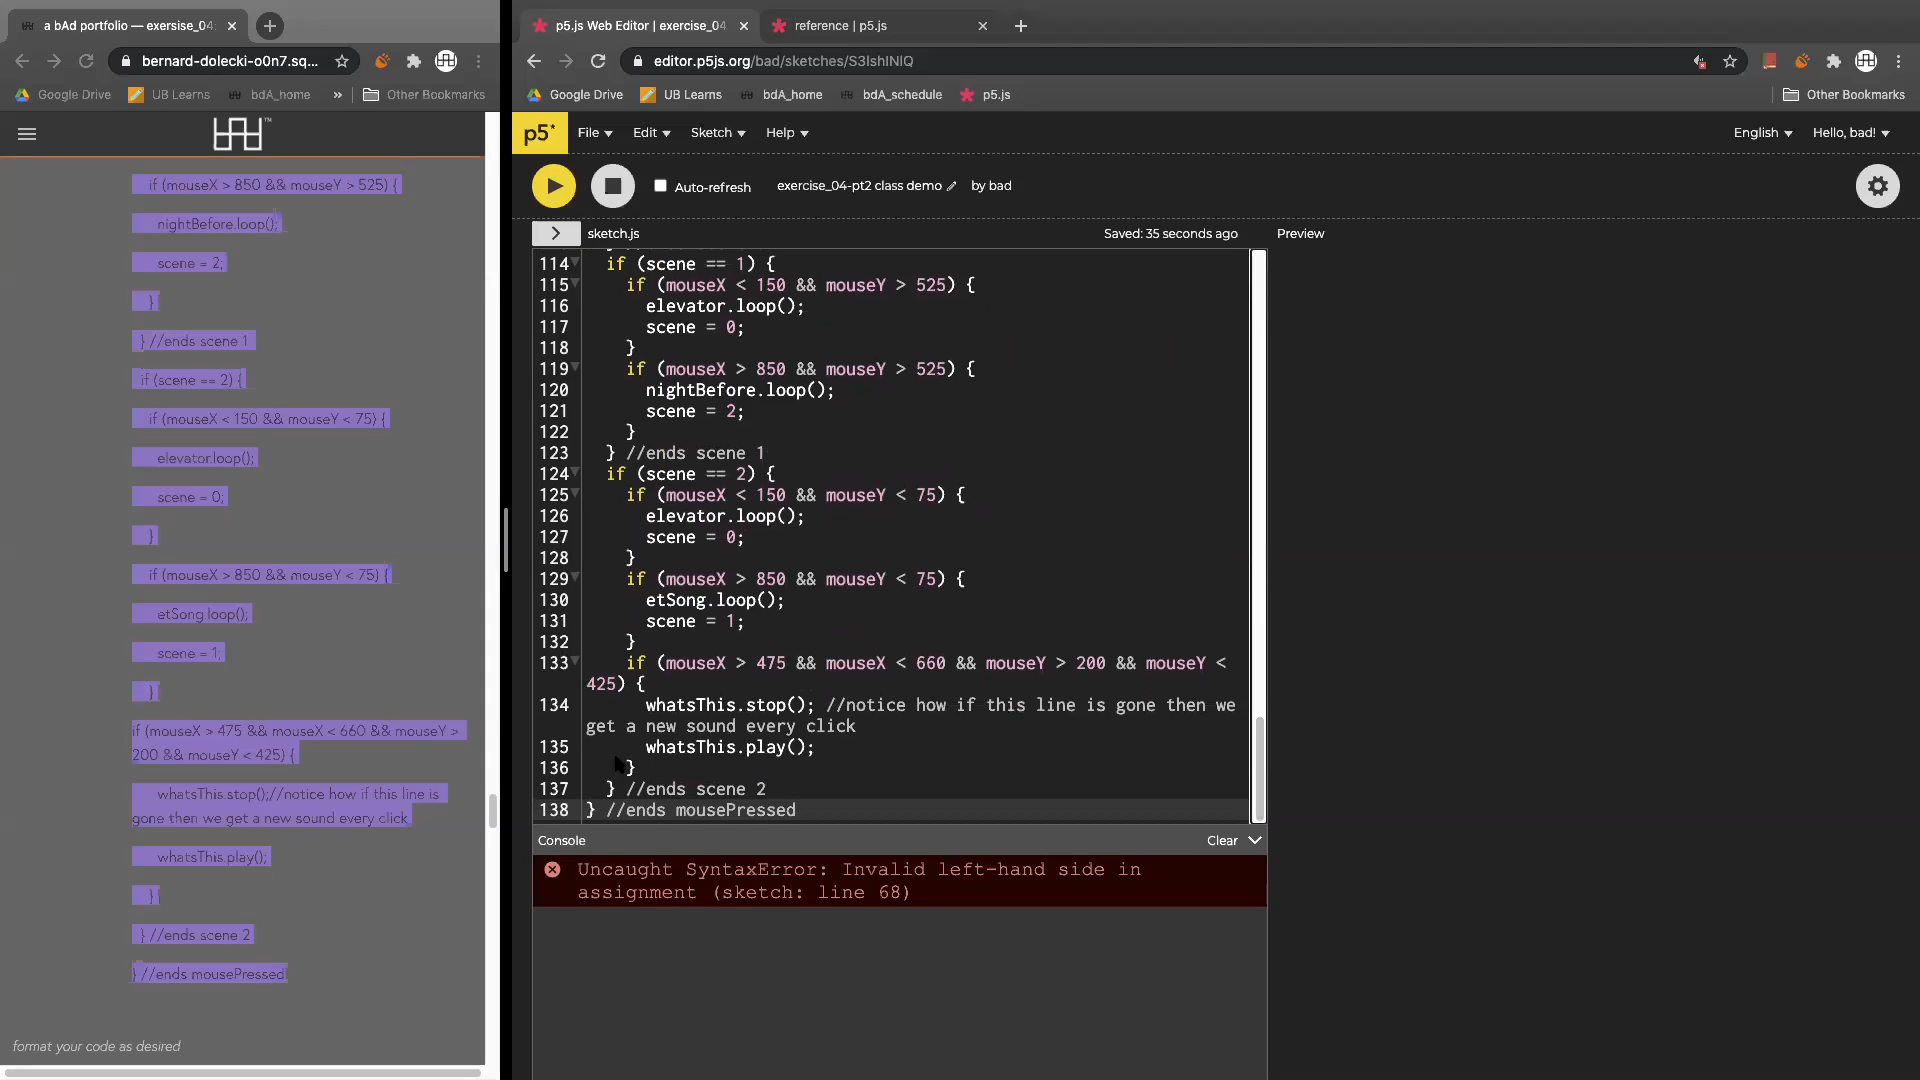 a bAd portfolio — exersise_04:
bernard-dolecki-o0n7.sq...
Google Drive
UB Learns
bdA_home
»
Other Bookmarks
if (mouseX > 850 && mouseY > 525) {
nightBefore.loop();
scene = 2;
}
} //ends scene 1
if (scene == 2) {
if (mouseX < 150 && mouseY < 75) {
elevator.loop();
scene = 0;
}
if (mouseX > 850 && mouseY < 75) {
etSong.loop();
scene = 1;
}
if (mouseX > 475 && mouseX < 660 && mouseY >
200 && mouseY < 425) {
whatsThis.stop();//notice how if this line is
gone then we get a new sound every click
whatsThis.play();
}
} //ends scene 2
} //ends mousePressed
format your code as desired
p5.js Web Editor | exercise_04
reference | p5.js
editor.p5js.org/bad/sketches/S3IshINIQ
Google Drive
UB Learns
bdA_home
bdA_schedule
p5.js
Other Bookmarks
p5*
File
Edit
Sketch
Help
English
Hello, bad!
Auto-refresh
exercise_04-pt2 class demo
by bad
sketch.js
Saved: 35 seconds ago
Preview
114 if (scene == 1) {
115 if (mouseX < 150 && mouseY > 525) {
116 elevator.loop();
117 scene = 0;
118 }
119 if (mouseX > 850 && mouseY > 525) {
120 nightBefore.loop();
121 scene = 2;
122 }
123 } //ends scene 1
124 if (scene == 2) {
125 if (mouseX < 150 && mouseY < 75) {
126 elevator.loop();
127 scene = 0;
128 }
129 if (mouseX > 850 && mouseY < 75) {
130 etSong.loop();
131 scene = 1;
132 }
133 if (mouseX > 475 && mouseX < 660 && mouseY > 200 && mouseY <
425) {
134 whatsThis.stop(); //notice how if this line is gone then we
get a new sound every click
135 whatsThis.play();
136 }
137 } //ends scene 2
138 } //ends mousePressed
Console
Clear
Uncaught SyntaxError: Invalid left-hand side in
assignment (sketch: line 68)